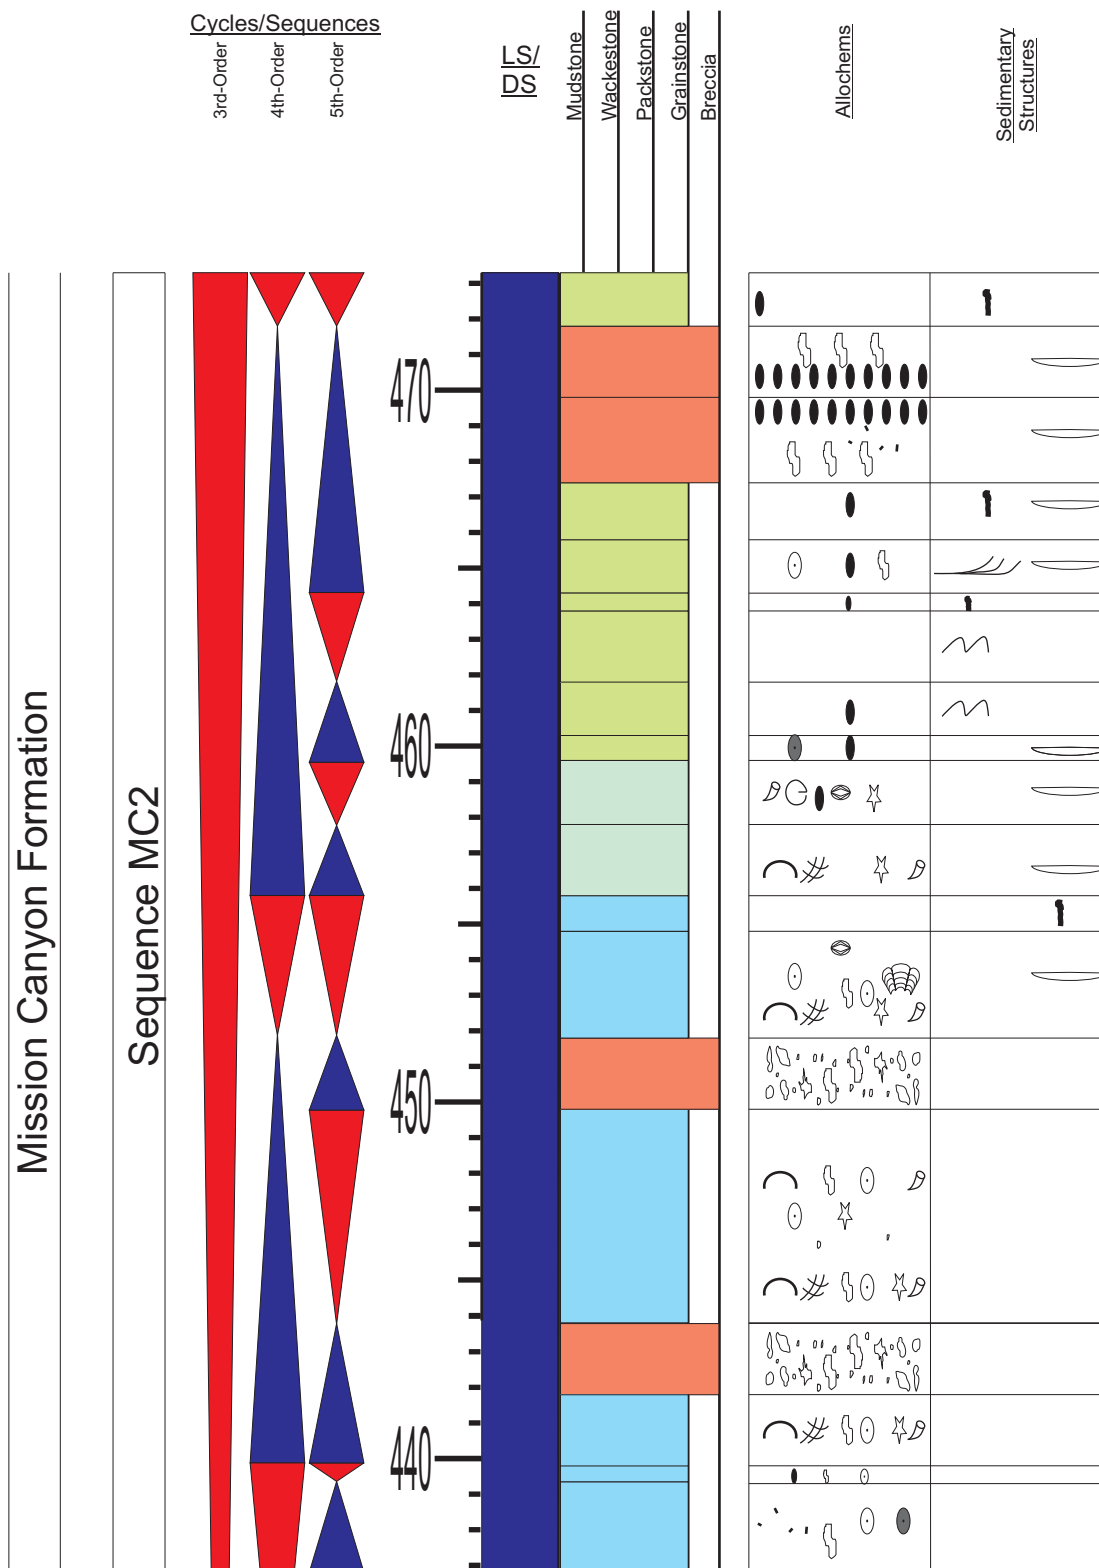 Cycles/Sequences
3rd-Order
4th-Order
5th-Order
LS/
DS
Mudstone
Wackestone
Packstone
Grainstone
Breccia
Allochems
Sedimentary
Structures
470
460
450
440
Mission Canyon Formation
Sequence MC2